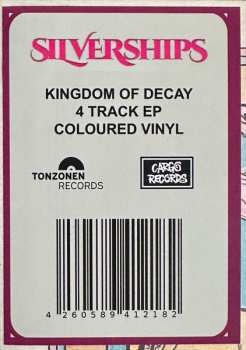 SILVERSHIPS
KINGDOM OF DECAY
4 TRACK EP
COLOURED VINYL
TONZONEN
RECORDS
CARGO
RECORDS
4 260589 412182